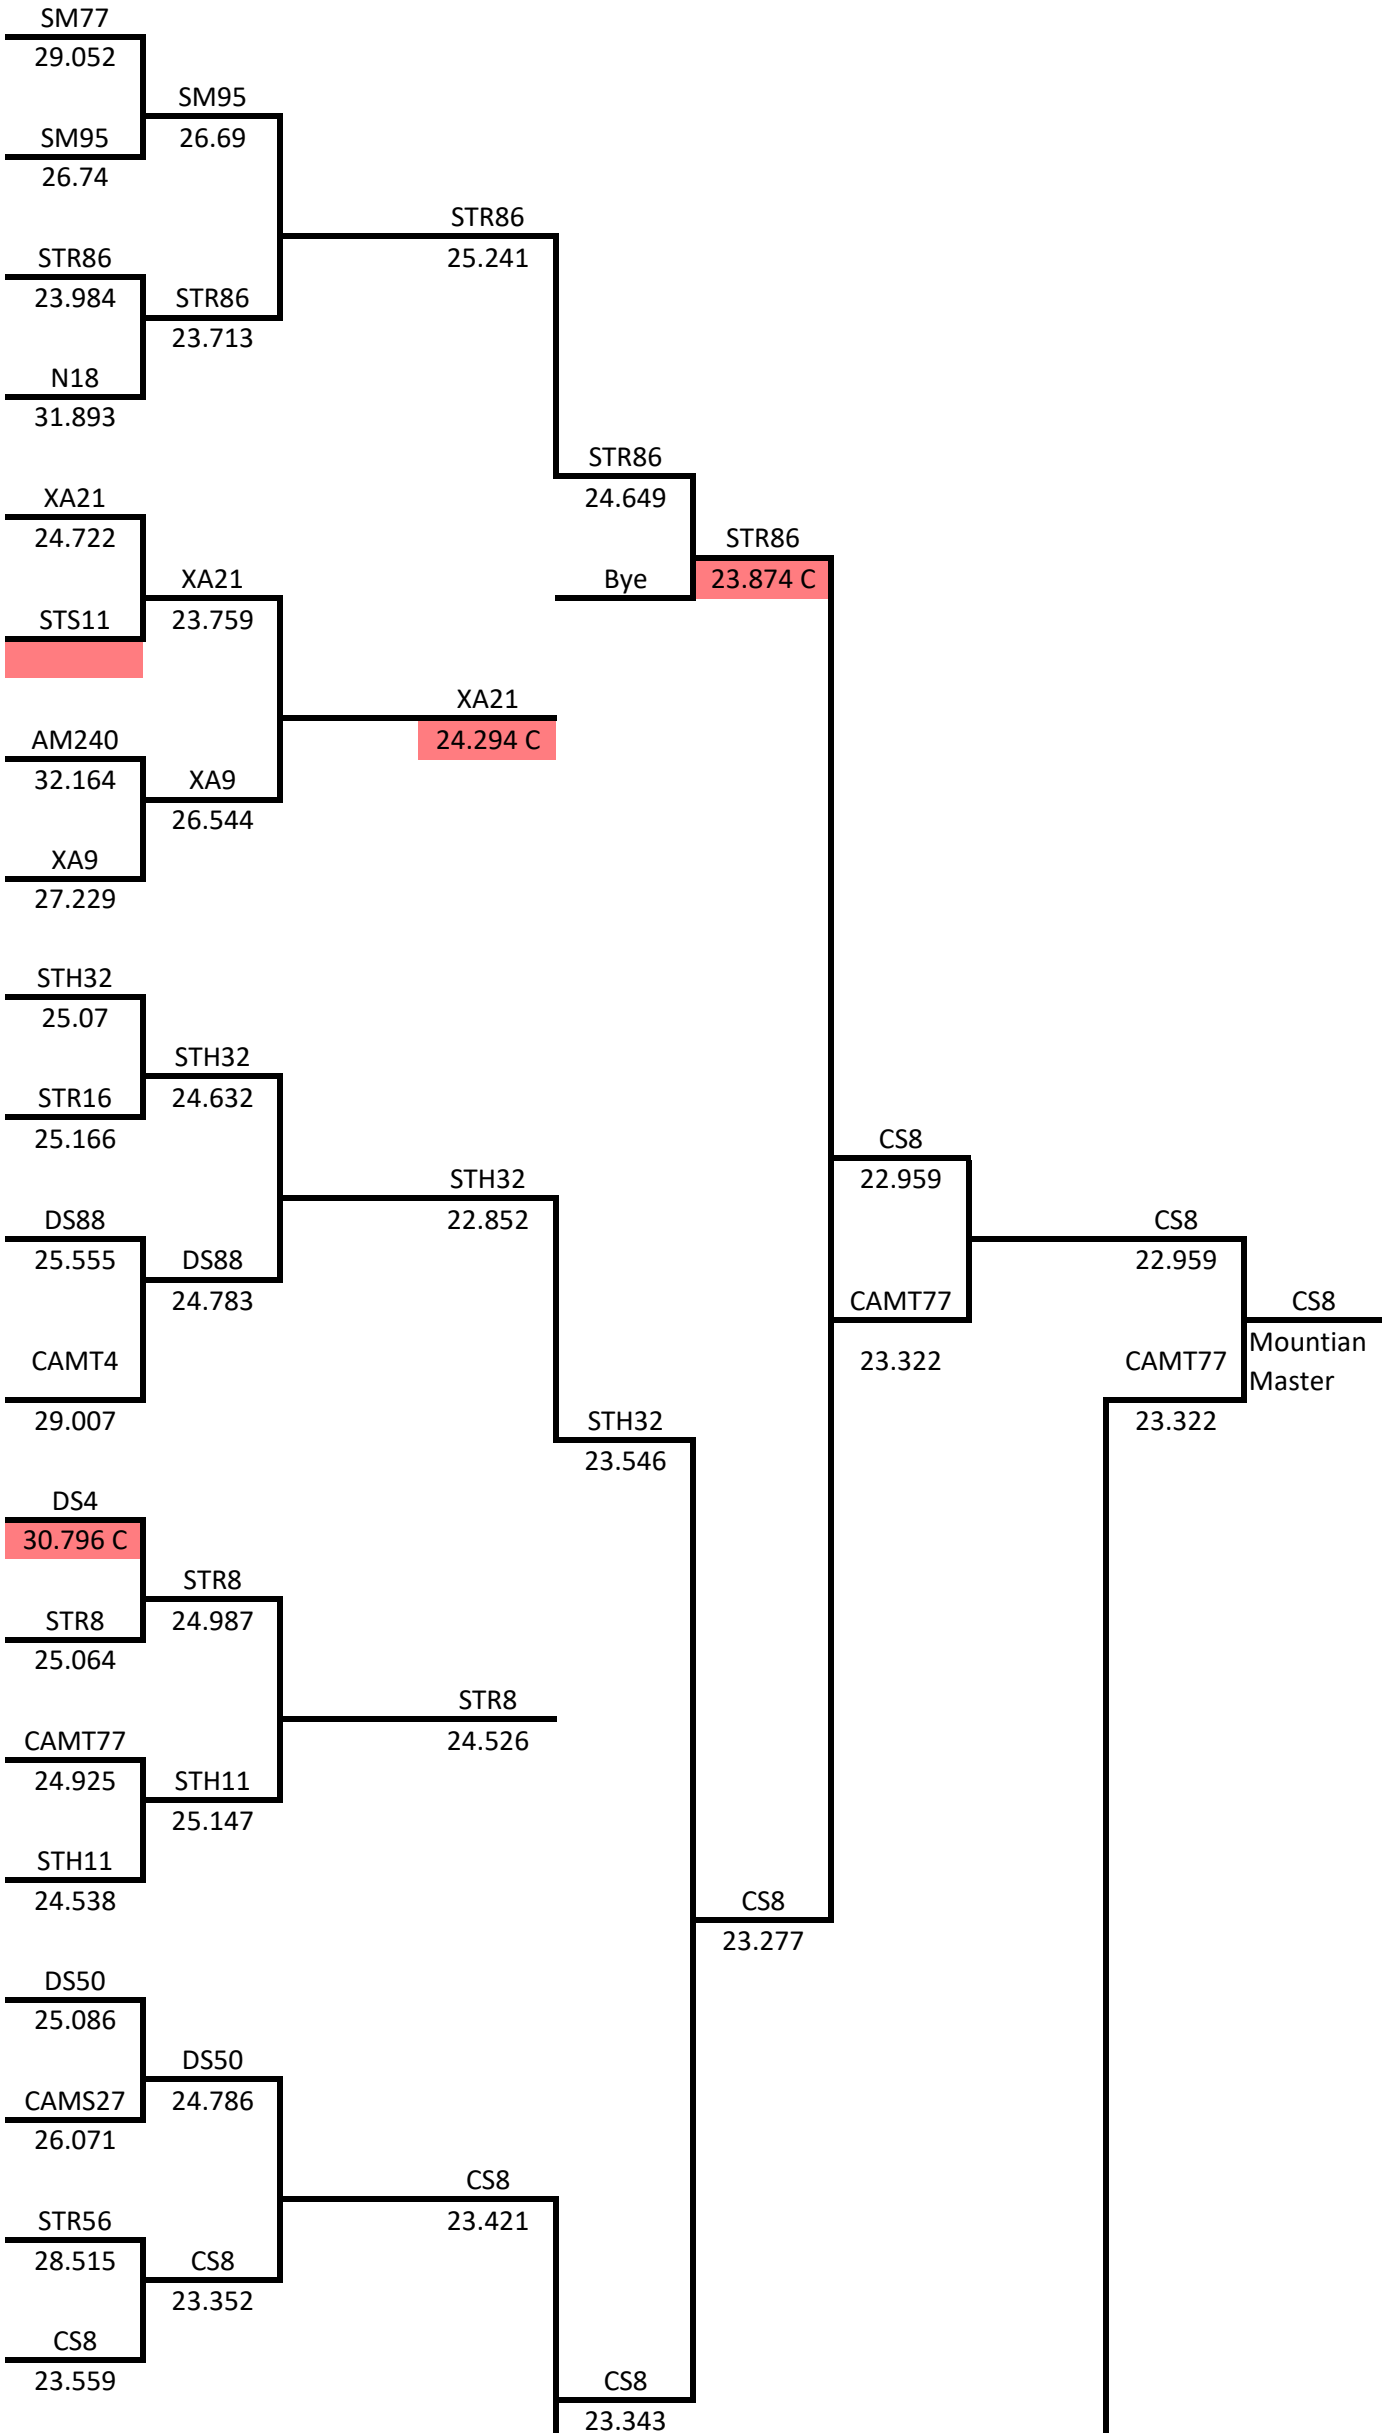 SM77
29.052
SM95
26.69
SM95
26.74
STR86
25.241
STR86
23.984
STR86
23.713
N18
31.893
STR86
24.649
XA21
24.722
STR86
23.874 C
XA21
23.759
Bye
STS11
XA21
24.294 C
AM240
32.164
XA9
26.544
XA9
27.229
STH32
25.07
STH32
24.632
STR16
25.166
CS8
22.959
STH32
22.852
DS88
25.555
CS8
22.959
DS88
24.783
CAMT77
23.322
CS8
Mountian
Master
CAMT4
29.007
CAMT77
23.322
STH32
23.546
DS4
30.796 C
STR8
24.987
STR8
25.064
STR8
24.526
CAMT77
24.925
STH11
25.147
STH11
24.538
CS8
23.277
DS50
25.086
DS50
24.786
CAMS27
26.071
CS8
23.421
STR56
28.515
CS8
23.352
CS8
23.559
CS8
23.343